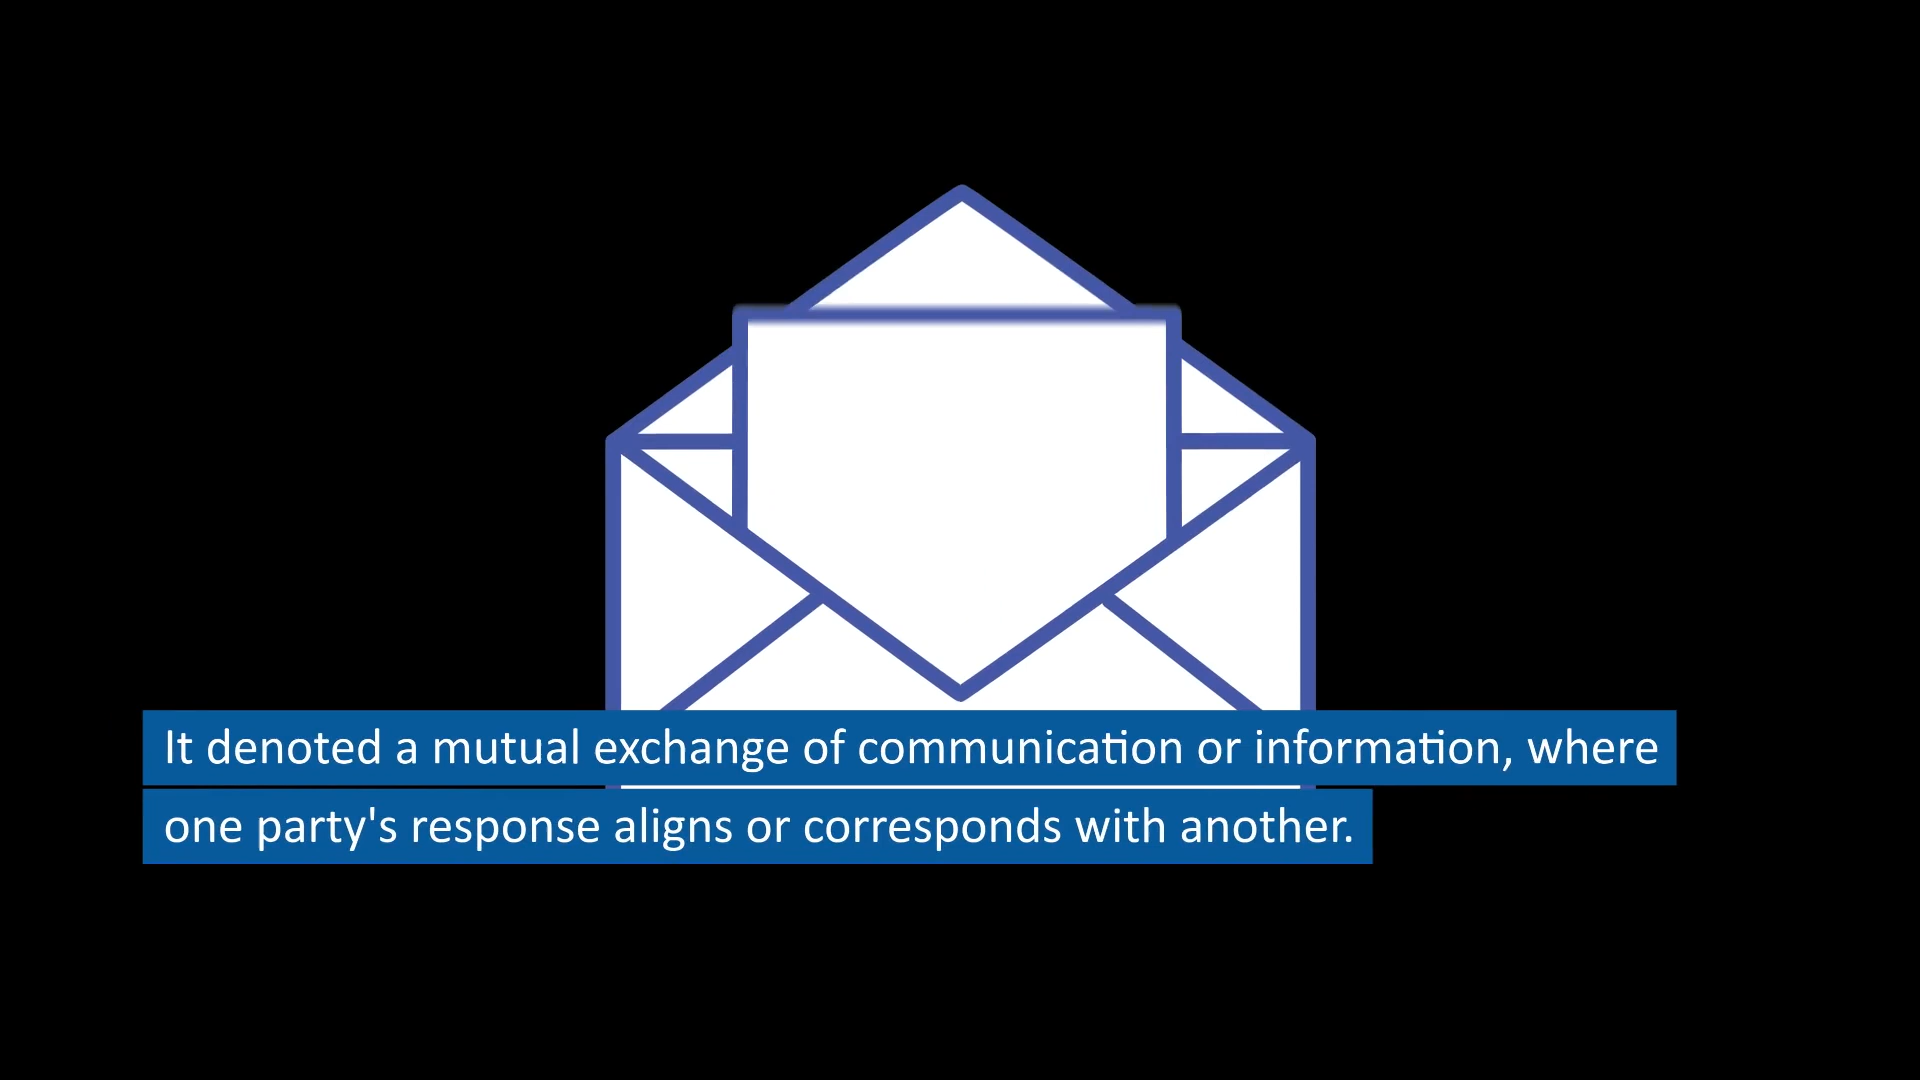 It denoted a mutual exchange of communication or information, where
one party's response aligns or corresponds with another.